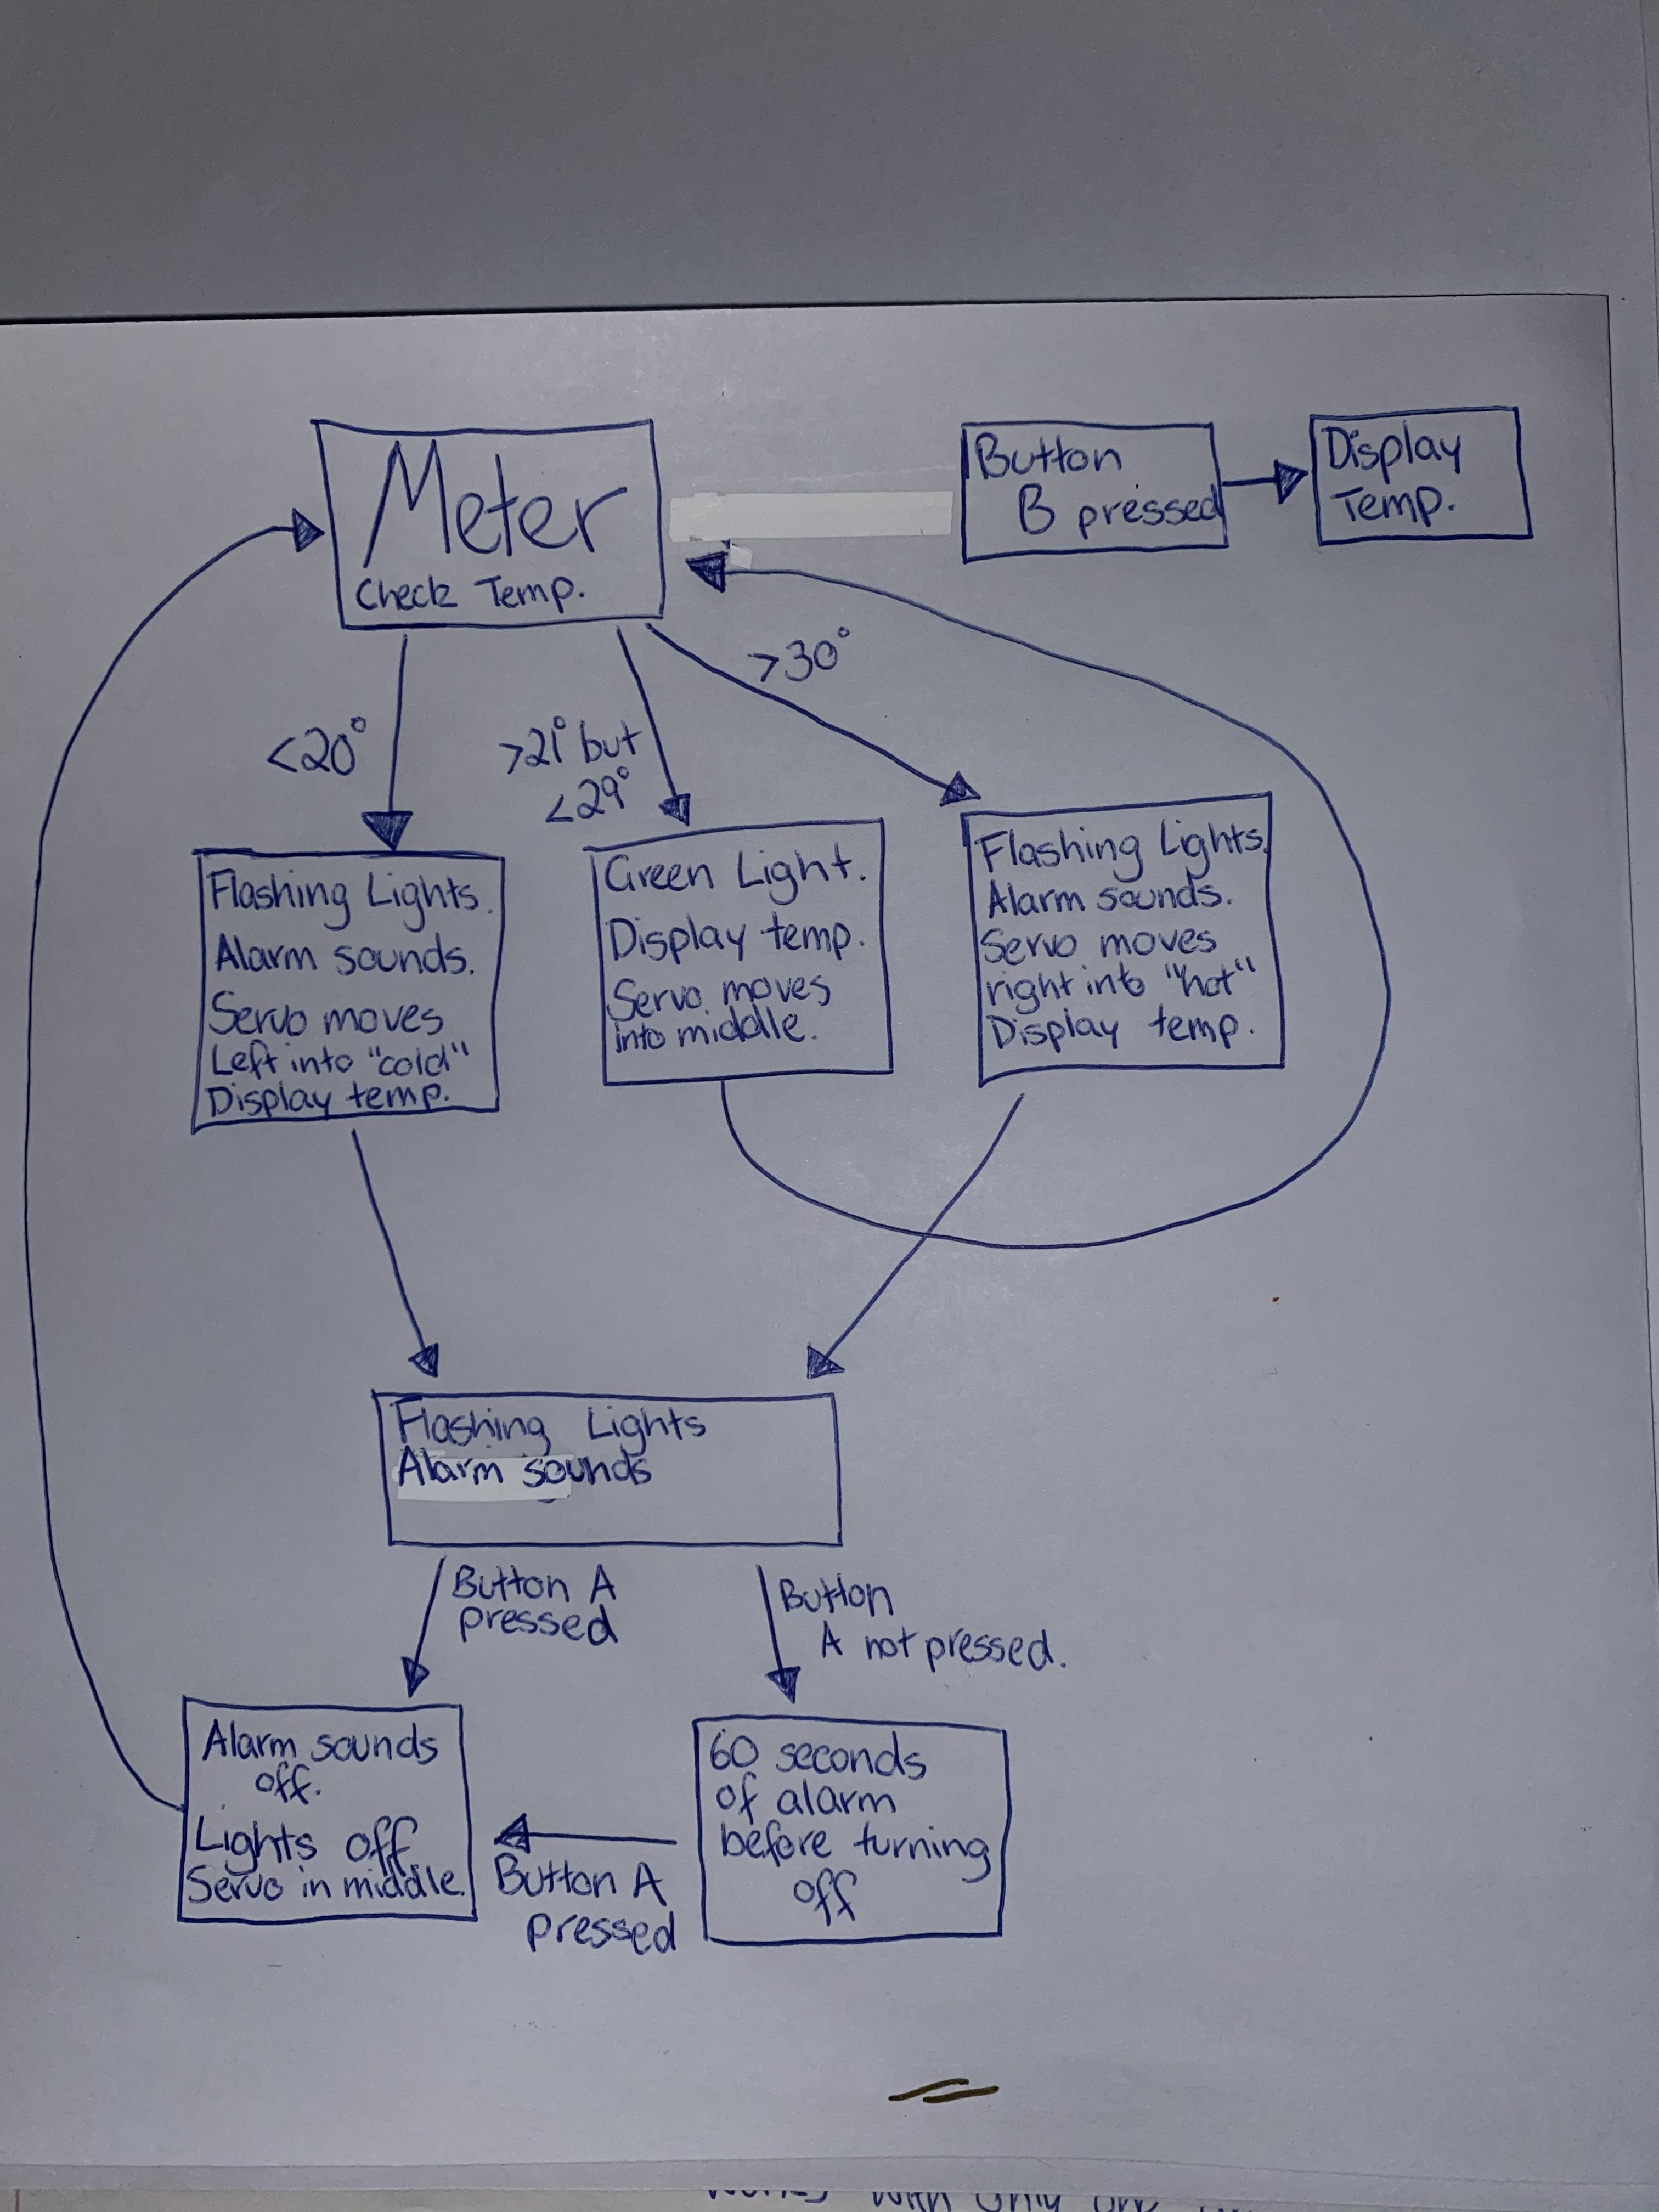 Meter
Check Temp.
Button
B pressed
Display
Temp.
>30°
<20°
>21° but
<29°
Flashing Lights.
Alarm sounds.
Servo moves
Left into "cold"
Display temp.
Green Light.
Display temp.
Servo moves
into middle.
Flashing Lights.
Alarm sounds.
Servo moves
right into "hot"
Display temp.
Flashing Lights
Alarm sounds
Button A
pressed
Button
A not pressed.
Alarm sounds
off.
Lights off
Servo in middle.
Button A
pressed
60 seconds
of alarm
before turning
off
with only one